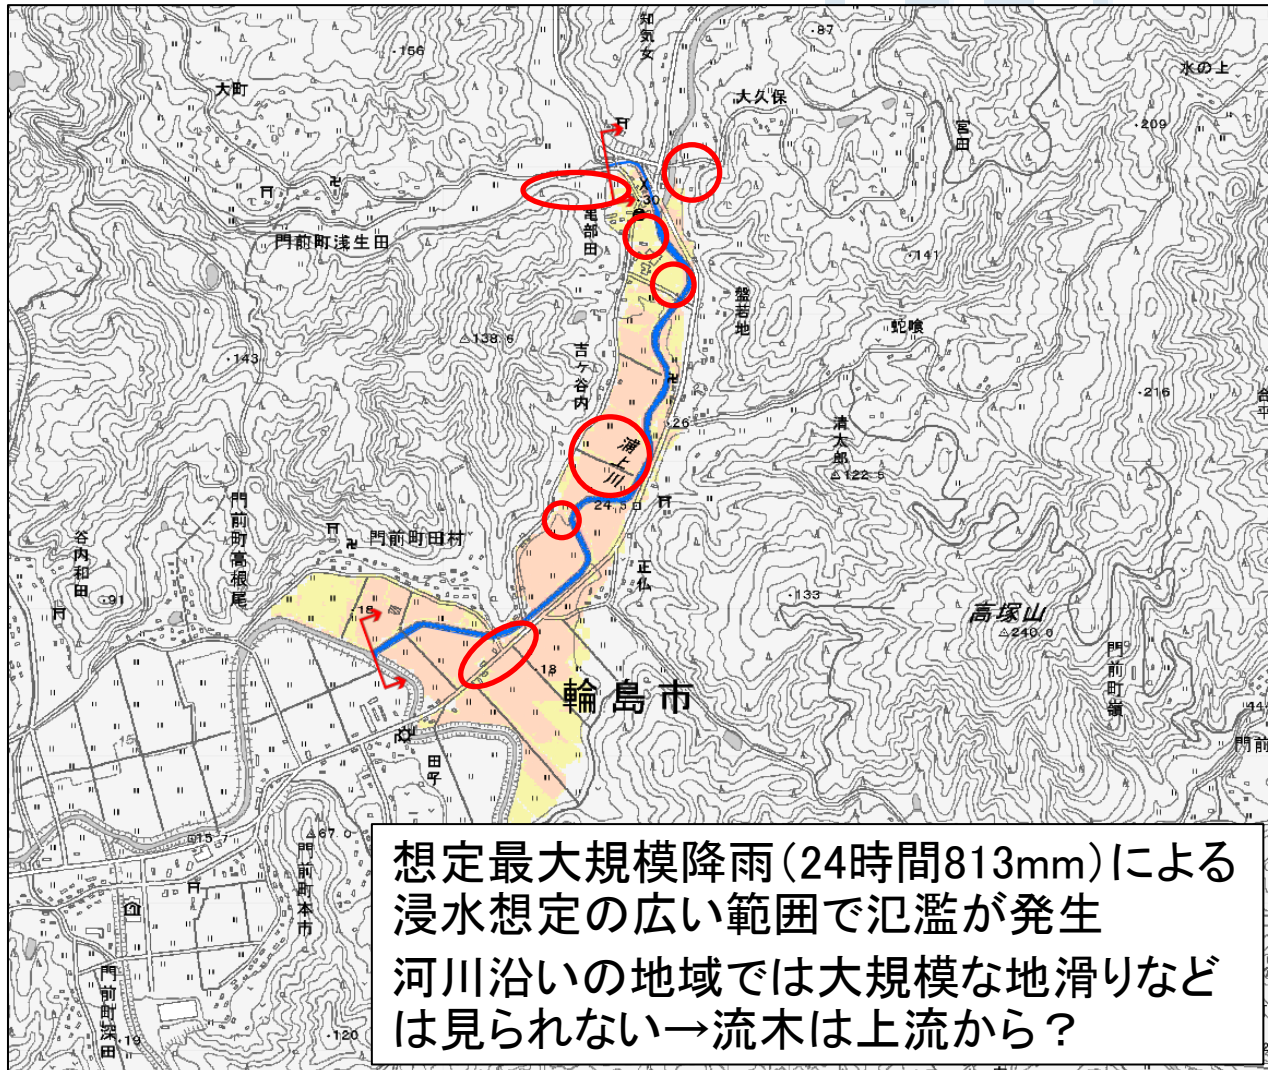 知気女
・87
・156
大町
水の上
大久保
宮田
・209
・30
亀部田
門前町浅生田
・141
盤若地
蛇喰
△138.6
・143
吉ケ谷内
・216
・26
清太郎
浦上川
△122.8
24.5
門前町高根尾
門前町田村
谷内和田
正仏
・91
・133
高塚山
・18
△240.0
門前町嶺
・18
輪島市
44
門前
・15
田子
⊡15.7
△67.0
門前町本市
門前町深田
・19
・120
想定最大規模降雨(24時間813mm)による
浸水想定の広い範囲で氾濫が発生
河川沿いの地域では大規模な地滑りなど
は見られない→流木は上流から？